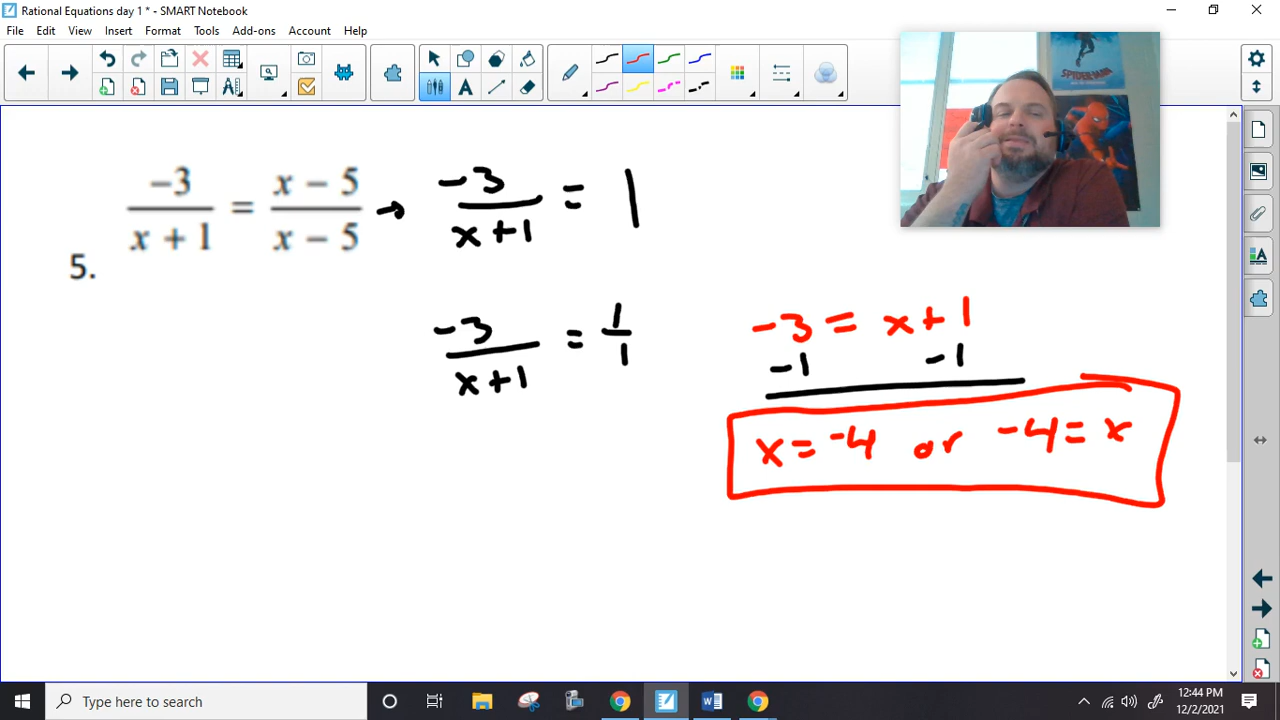 Rational Equations day 1 * - SMART Notebook
File Edit View Insert Format Tools Add-ons Account Help
SPIDER-MAN
5. -3/(x + 1) = (x - 5)/(x - 5) → -3/(x+1) = 1
-3/(x+1) = 1/1
-3 = x+1
-1 -1
x = -4 or -4 = x
Type here to search
12:44 PM
12/2/2021